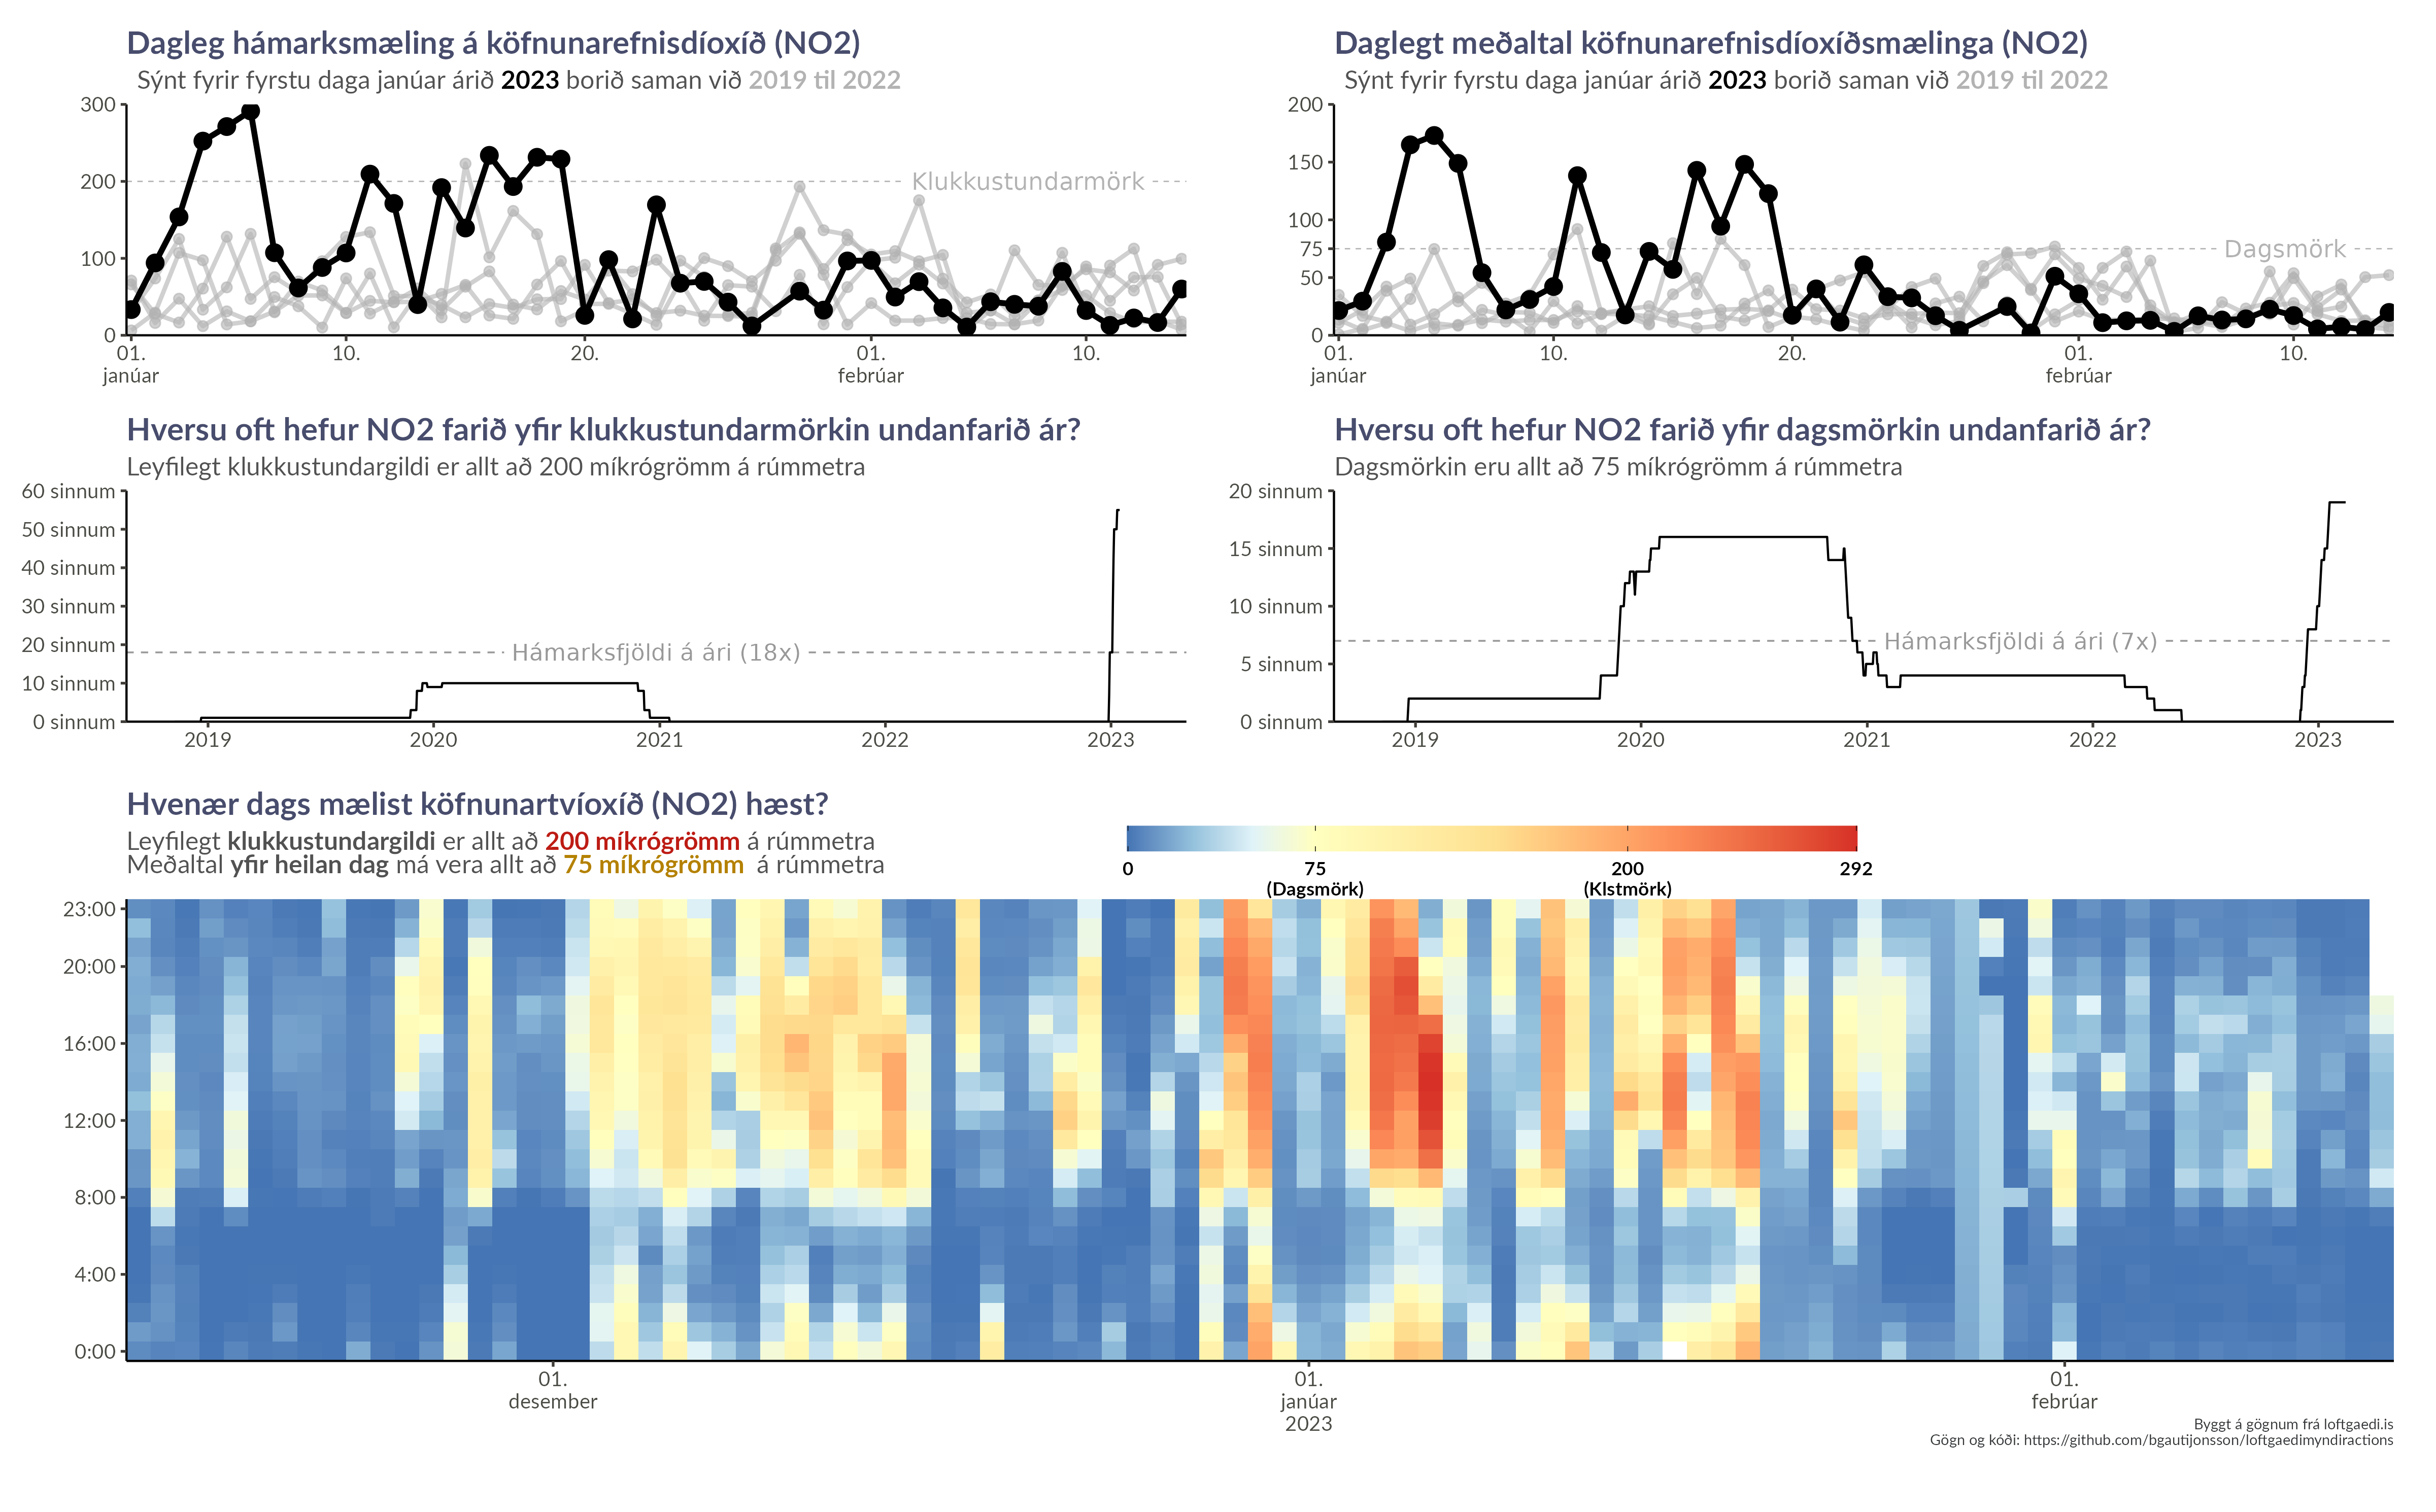 Dagleg hámarksmæling á köfnunarefnisdíoxíð (NO2)
Sýnt fyrir fyrstu daga janúar árið 2023 borið saman við 2019 til 2022
300
200
100
0
Klukkustundarmörk
01.
janúar
10.
20.
01.
febrúar
10.
Daglegt meðaltal köfnunarefnisdíoxíðsmælinga (NO2)
Sýnt fyrir fyrstu daga janúar árið 2023 borið saman við 2019 til 2022
200
150
100
75
50
0
Dagsmörk
01.
janúar
10.
20.
01.
febrúar
10.
Hversu oft hefur NO2 farið yfir klukkustundarmörkin undanfarið ár?
Leyfilegt klukkustundargildi er allt að 200 míkrógrömm á rúmmetra
60 sinnum
50 sinnum
40 sinnum
30 sinnum
20 sinnum
10 sinnum
0 sinnum
Hámarksfjöldi á ári (18x)
2019
2020
2021
2022
2023
Hversu oft hefur NO2 farið yfir dagsmörkin undanfarið ár?
Dagsmörkin eru allt að 75 míkrógrömm á rúmmetra
20 sinnum
15 sinnum
10 sinnum
5 sinnum
0 sinnum
Hámarksfjöldi á ári (7x)
2019
2020
2021
2022
2023
Hvenær dags mælist köfnunartvíoxíð (NO2) hæst?
Leyfilegt klukkustundargildi er allt að 200 míkrógrömm á rúmmetra
Meðaltal yfir heilan dag má vera allt að 75 míkrógrömm á rúmmetra
0
75
(Dagsmörk)
200
(Klstmörk)
292
23:00
20:00
16:00
12:00
8:00
4:00
0:00
01.
desember
01.
janúar
2023
01.
febrúar
Byggt á gögnum frá loftgaedi.is
Gögn og kóði: https://github.com/bgautijonsson/loftgaedimyndiractions